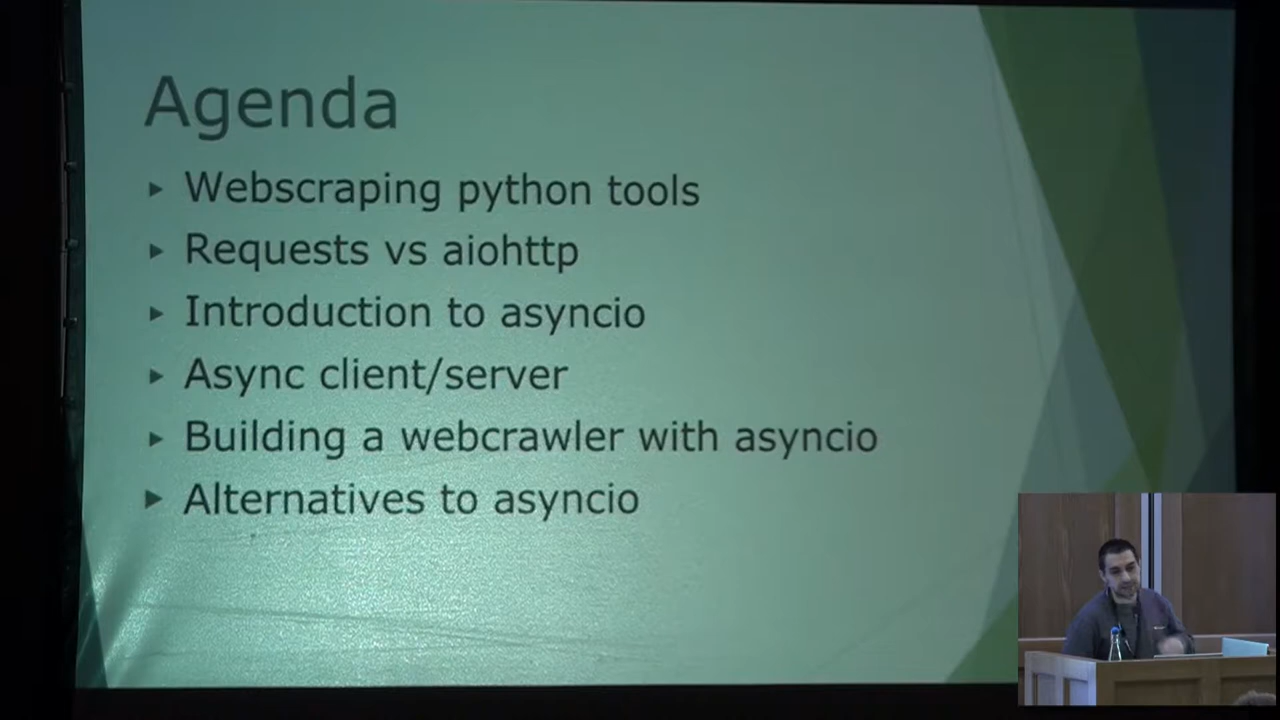 Agenda
Webscraping python tools
Requests vs aiohttp
Introduction to asyncio
Async client/server
Building a webcrawler with asyncio
Alternatives to asyncio